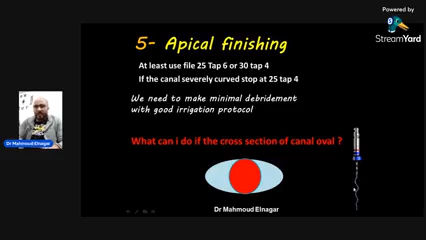 Powered by
StreamYard
5- Apical finishing
At least use file 25 Tap 6 or 30 tap 4
If the canal severely curved stop at 25 tap 4
We need to make minimal debridement
with good irrigation protocol
What can i do if the cross section of canal oval ?
Dr Mahmoud Elnagar
Dr Mahmoud Elnagar